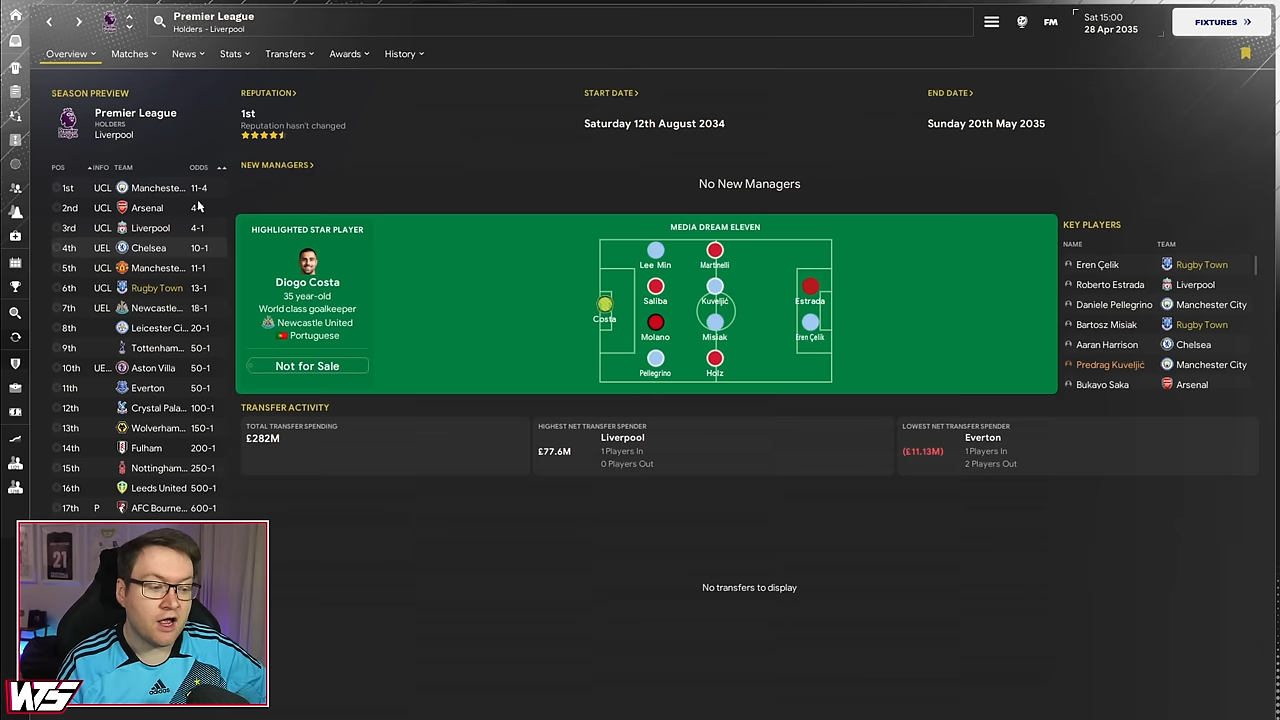 Premier League
Holders - Liverpool
FM
Sat 15:00
28 Apr 2035
FIXTURES
Overview
Matches
News
Stats
Transfers
Awards
History
SEASON PREVIEW
Premier League
HOLDERS
Liverpool
REPUTATION
1st
Reputation hasn't changed
START DATE
Saturday 12th August 2034
END DATE
Sunday 20th May 2035
NEW MANAGERS
No New Managers
POS INFO TEAM ODDS
1st UCL Mancheste... 11-4
2nd UCL Arsenal 4
3rd UCL Liverpool 4-1
4th UEL Chelsea 10-1
5th UCL Mancheste... 11-1
6th UCL Rugby Town 13-1
7th UEL Newcastle... 18-1
8th Leicester Ci... 20-1
9th Tottenham... 50-1
10th UE... Aston Villa 50-1
11th Everton 50-1
12th Crystal Pala... 100-1
13th Wolverham... 150-1
14th Fulham 200-1
15th Nottingham... 250-1
16th Leeds United 500-1
17th P AFC Bourne... 600-1
HIGHLIGHTED STAR PLAYER
Diogo Costa
35 year-old
World class goalkeeper
Newcastle United
Portuguese
Not for Sale
MEDIA DREAM ELEVEN
Lee Min
Martinelli
Saliba
Kuveljić
Estrada
Costa
Molano
Misiak
Eren Çelik
Pellegrino
Holz
KEY PLAYERS
NAME TEAM
Eren Çelik Rugby Town
Roberto Estrada Liverpool
Daniele Pellegrino Manchester City
Bartosz Misiak Rugby Town
Aaran Harrison Chelsea
Predrag Kuveljić Manchester City
Bukayo Saka Arsenal
TRANSFER ACTIVITY
TOTAL TRANSFER SPENDING
£282M
HIGHEST NET TRANSFER SPENDER
Liverpool
£77.6M
1 Players In
0 Players Out
LOWEST NET TRANSFER SPENDER
Everton
(£11.13M)
1 Players In
2 Players Out
No transfers to display
21
adidas
WTS